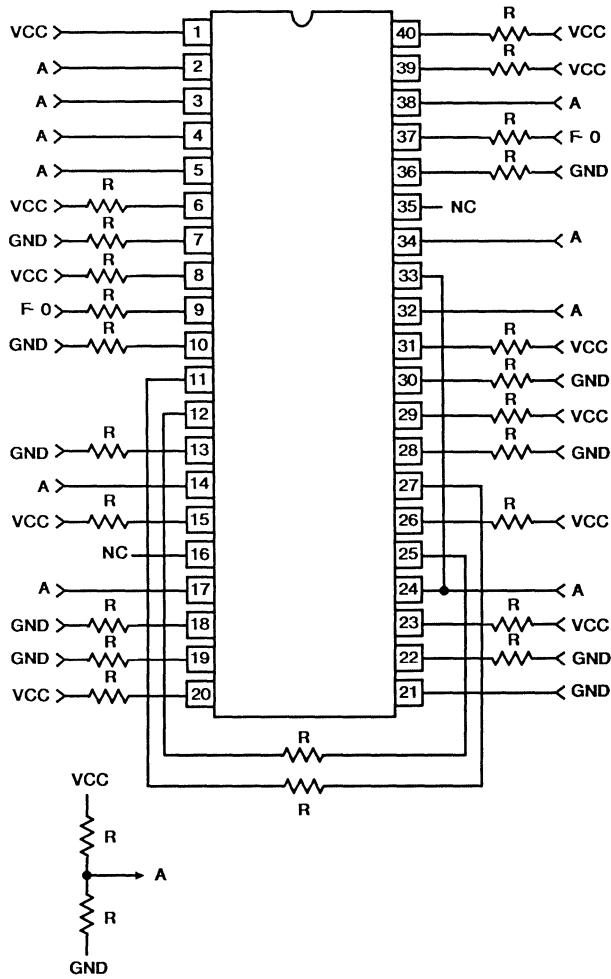 VCC 1 40 R VCC
A 2 39 R VCC
A 3 38 A
A 4 37 R F0
A 5 36 R GND
VCC R 6 35 NC
GND R 7 34 A
VCC R 8 33
F0 R 9 32 A
GND R 10 31 R VCC
11 30 R GND
12 29 R VCC
GND R 13 28 R GND
A 14 27
VCC R 15 26 R VCC
NC 16 25
A 17 24 A
GND R 18 23 R VCC
GND R 19 22 R GND
VCC R 20 21 GND
R
R
VCC
R
A
R
GND